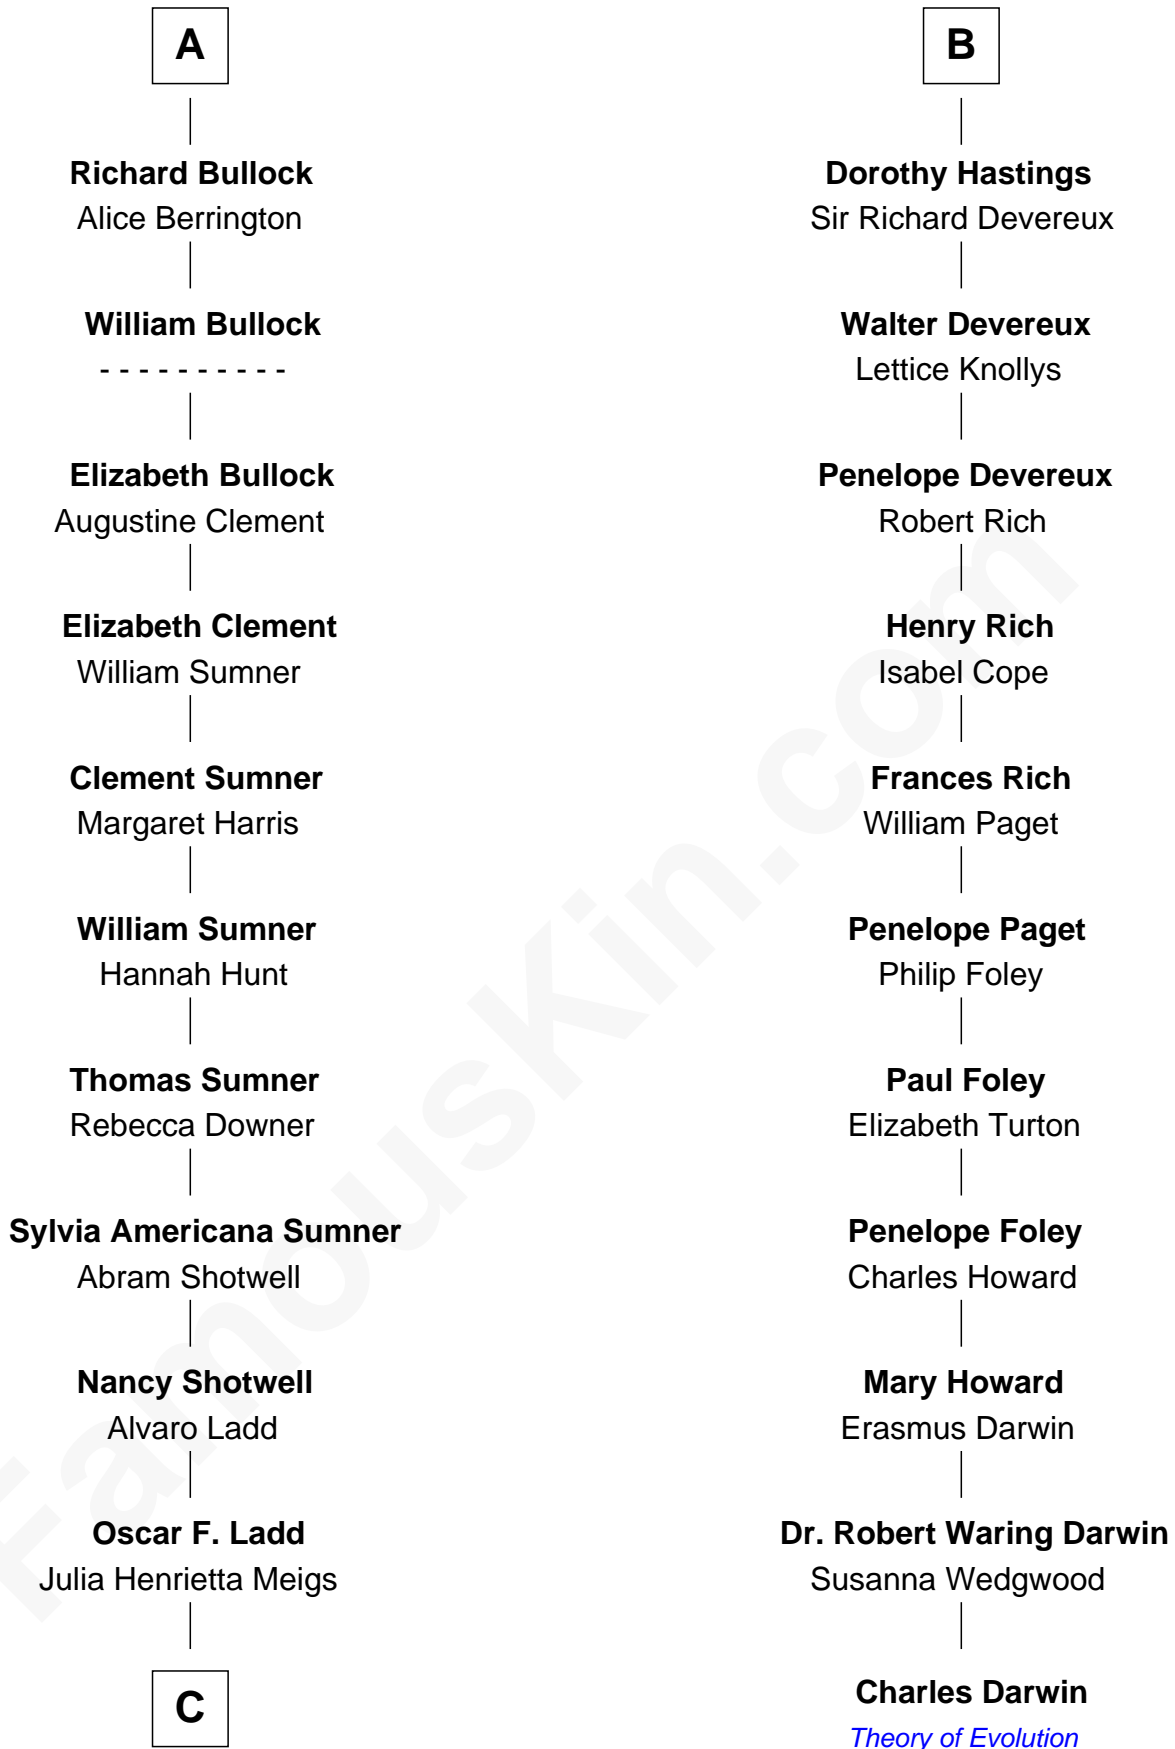 A
Richard Bullock
Alice Berrington
William Bullock
- - - - - - - - - -
Elizabeth Bullock
Augustine Clement
Elizabeth Clement
William Sumner
Clement Sumner
Margaret Harris
William Sumner
Hannah Hunt
Thomas Sumner
Rebecca Downer
Sylvia Americana Sumner
Abram Shotwell
Nancy Shotwell
Alvaro Ladd
Oscar F. Ladd
Julia Henrietta Meigs
C
B
Dorothy Hastings
Sir Richard Devereux
Walter Devereux
Lettice Knollys
Penelope Devereux
Robert Rich
Henry Rich
Isabel Cope
Frances Rich
William Paget
Penelope Paget
Philip Foley
Paul Foley
Elizabeth Turton
Penelope Foley
Charles Howard
Mary Howard
Erasmus Darwin
Dr. Robert Waring Darwin
Susanna Wedgwood
Charles Darwin
Theory of Evolution
FamousKin.com